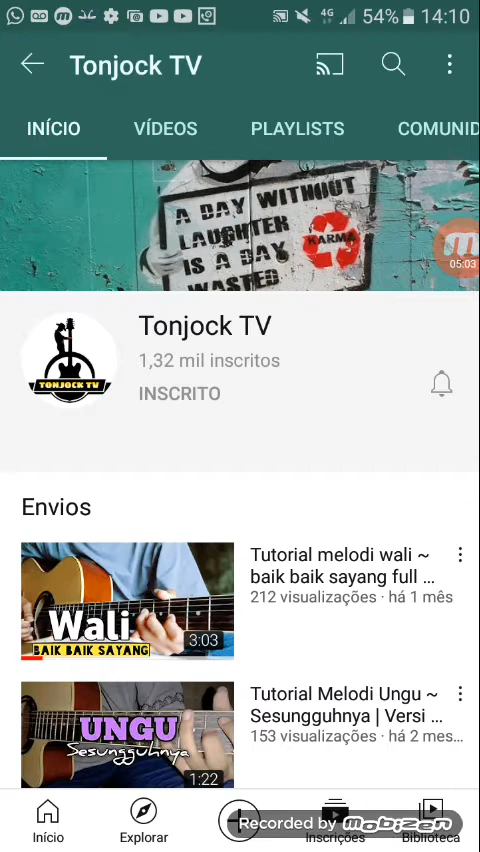 4G 54% 14:10
Tonjock TV
INÍCIO VÍDEOS PLAYLISTS COMUNID
A DAY WITHOUT
LAUGHTER
IS A DAY
WASTED
KARMA
05:03
TONJOCK TV
Tonjock TV
1,32 mil inscritos
INSCRITO
Envios
Wali
BAIK BAIK SAYANG
3:03
Tutorial melodi wali ~
baik baik sayang full ...
212 visualizações · há 1 mês
UNGU
Sesungguhnya
1:22
Tutorial Melodi Ungu ~
Sesungguhnya | Versi ...
153 visualizações · há 2 mes...
Recorded by mobizen
Início Explorar Inscrições Biblioteca